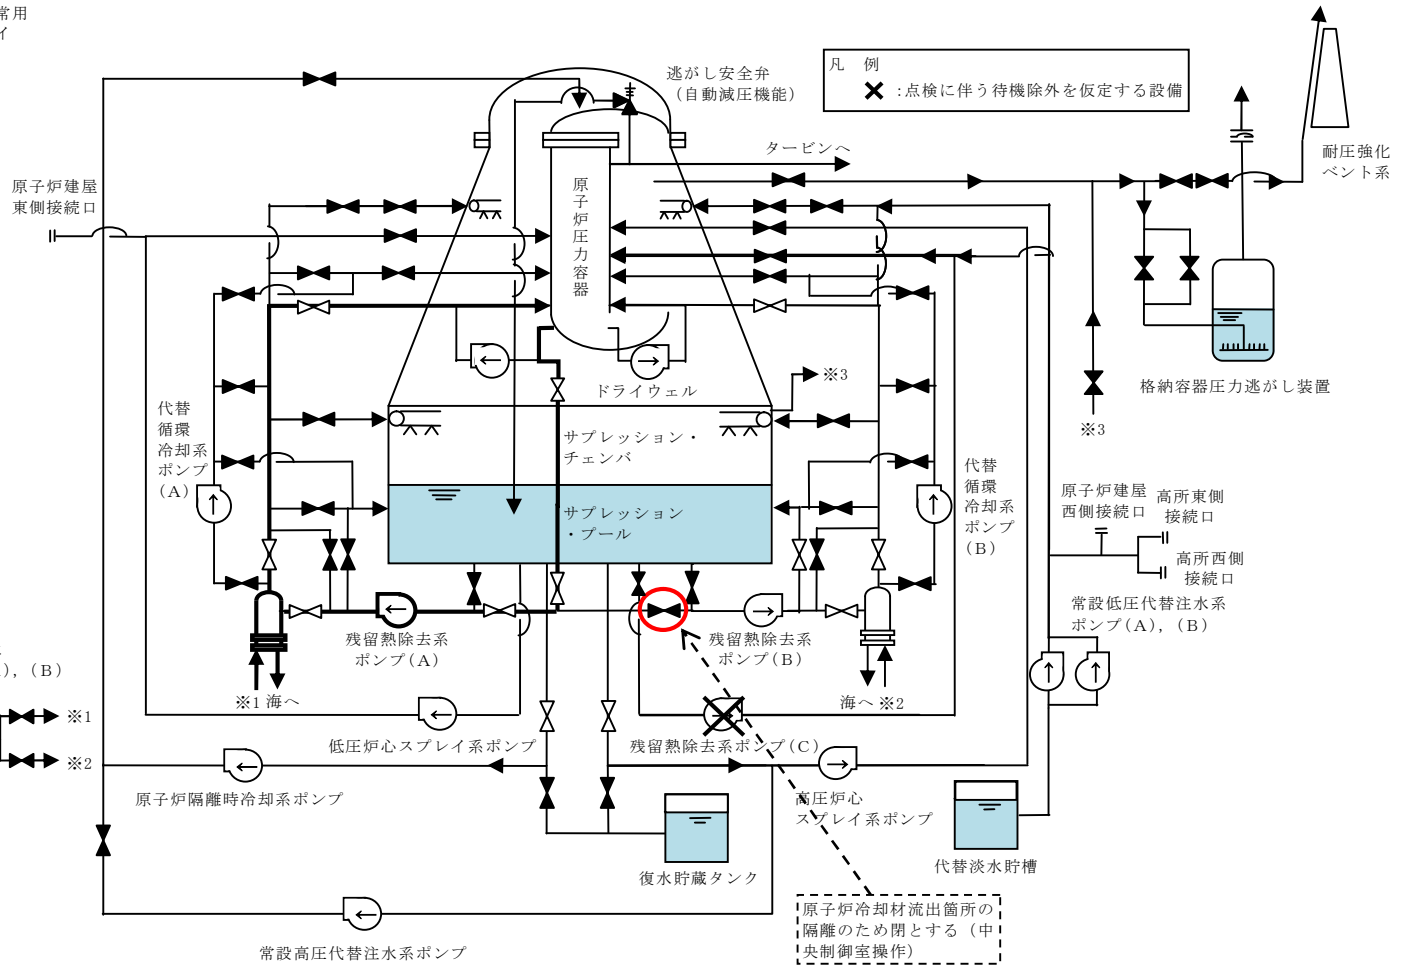 常用
イ
逃がし安全弁
（自動減圧機能）
凡　例
：点検に伴う待機除外を仮定する設備
タービンへ
耐圧強化
ベント系
原子炉建屋
東側接続口
原子炉圧力容器
ドライウェル
※3
格納容器圧力逃がし装置
※3
代替
循環
冷却系
ポンプ
（A）
サプレッション・
チェンバ
サプレッション
・プール
代替
循環
冷却系
ポンプ
（B）
原子炉建屋
西側接続口
高所東側
接続口
高所西側
接続口
常設低圧代替注水系
ポンプ（A），（B）
残留熱除去系
ポンプ（A）
残留熱除去系
ポンプ（B）
），（B）
※1 海へ
海へ ※2
※1
※2
低圧炉心スプレイ系ポンプ
残留熱除去系ポンプ（C）
原子炉隔離時冷却系ポンプ
高圧炉心
スプレイ系ポンプ
復水貯蔵タンク
代替淡水貯槽
原子炉冷却材流出箇所の
隔離のため閉とする（中
央制御室操作）
常設高圧代替注水系ポンプ